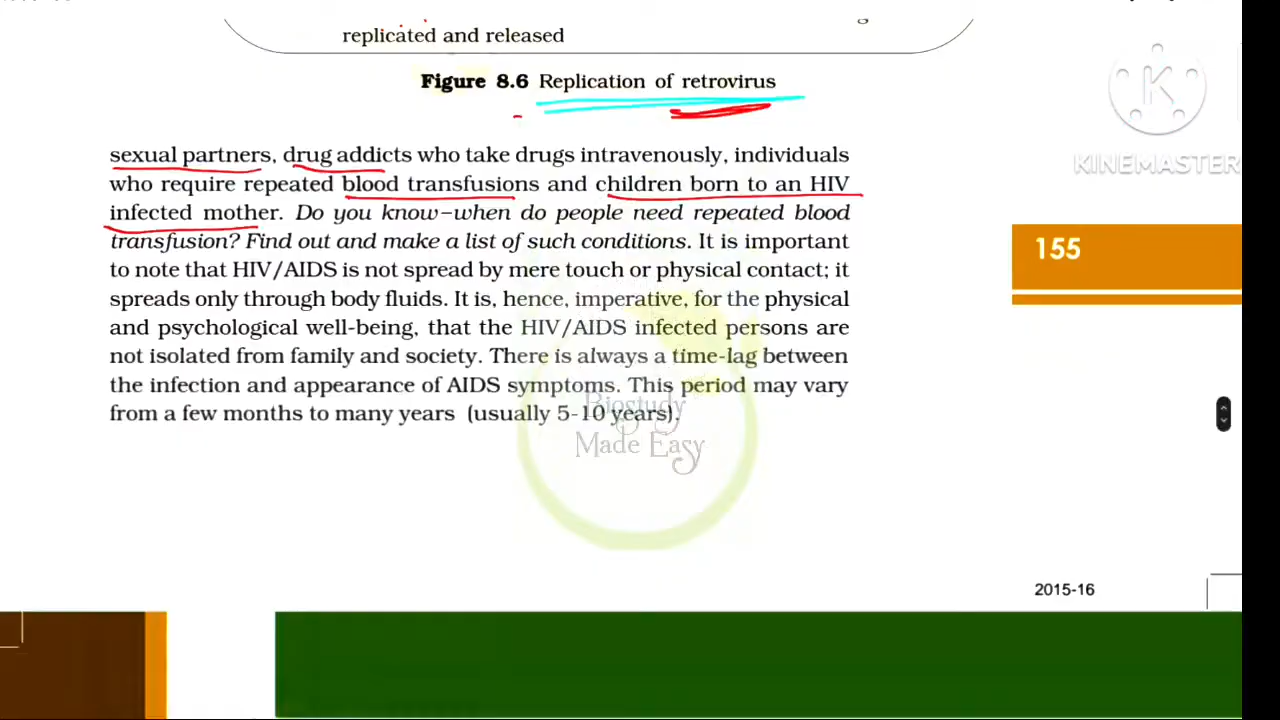 replicated and released
Figure 8.6 Replication of retrovirus
K
KINEMASTER
sexual partners, drug addicts who take drugs intravenously, individuals
who require repeated blood transfusions and children born to an HIV
infected mother. Do you know–when do people need repeated blood
transfusion? Find out and make a list of such conditions. It is important
to note that HIV/AIDS is not spread by mere touch or physical contact; it
spreads only through body fluids. It is, hence, imperative, for the physical
and psychological well-being, that the HIV/AIDS infected persons are
not isolated from family and society. There is always a time-lag between
the infection and appearance of AIDS symptoms. This period may vary
from a few months to many years (usually 5-10 years).
155
Biostudy
Made Easy
2015-16